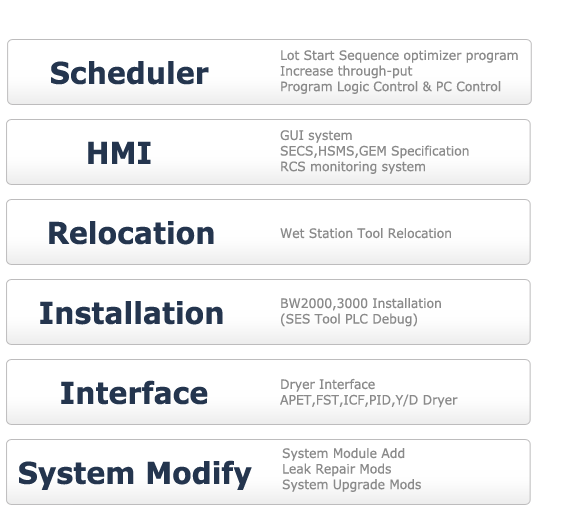 Scheduler
Lot Start Sequence optimizer program
Increase through-put
Program Logic Control & PC Control
HMI
GUI system
SECS,HSMS,GEM Specification
RCS monitoring system
Relocation
Wet Station Tool Relocation
Installation
BW2000,3000 Installation
(SES Tool PLC Debug)
Interface
Dryer Interface
APET,FST,ICF,PID,Y/D Dryer
System Modify
System Module Add
Leak Repair Mods
System Upgrade Mods